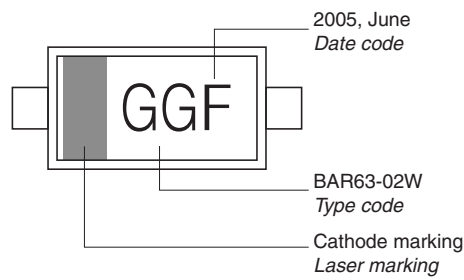 2005, June
Date code
GGF
BAR63-02W
Type code
Cathode marking
Laser marking